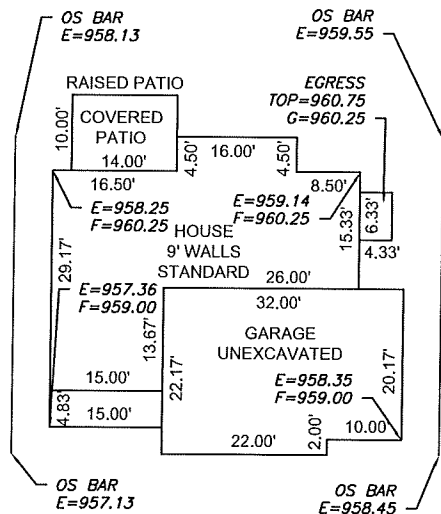 OS BAR
E=958.13
OS BAR
E=959.55
RAISED PATIO
EGRESS
TOP=960.75
G=960.25
COVERED
PATIO
10.00'
14.00'
4.50'
16.00'
4.50'
16.50'
8.50'
E=958.25
F=960.25
E=959.14
F=960.25
15.33'
6.33'
4.33'
HOUSE
9' WALLS
STANDARD
29.17'
E=957.36
F=959.00
26.00'
32.00'
13.67'
22.17'
GARAGE
UNEXCAVATED
20.17'
E=958.35
F=959.00
15.00'
4.83'
15.00'
22.00'
2.00'
10.00'
OS BAR
E=957.13
OS BAR
E=958.45